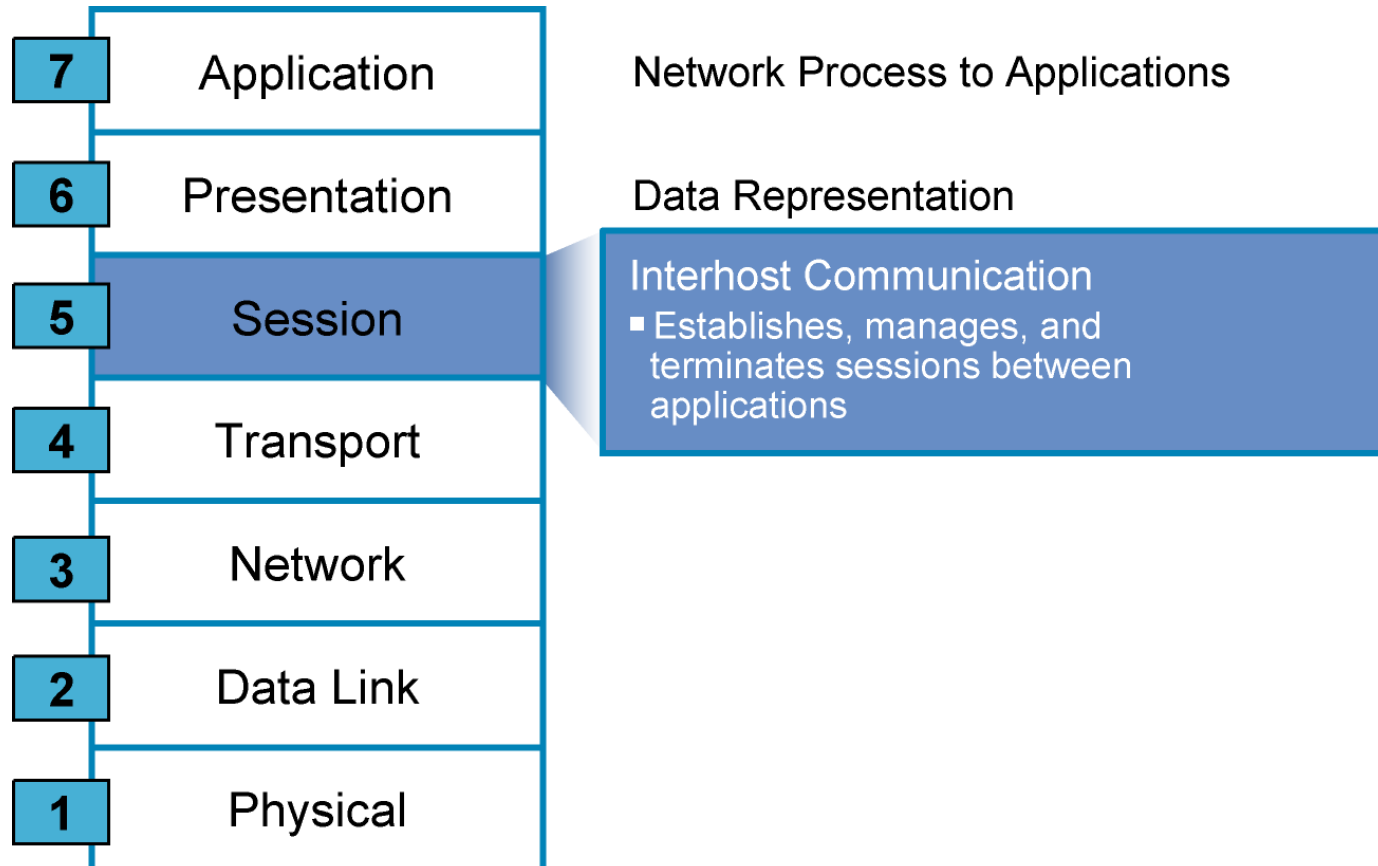 7 Application Network Process to Applications
6 Presentation Data Representation
5 Session Interhost Communication
▪ Establishes, manages, and
terminates sessions between
applications
4 Transport
3 Network
2 Data Link
1 Physical